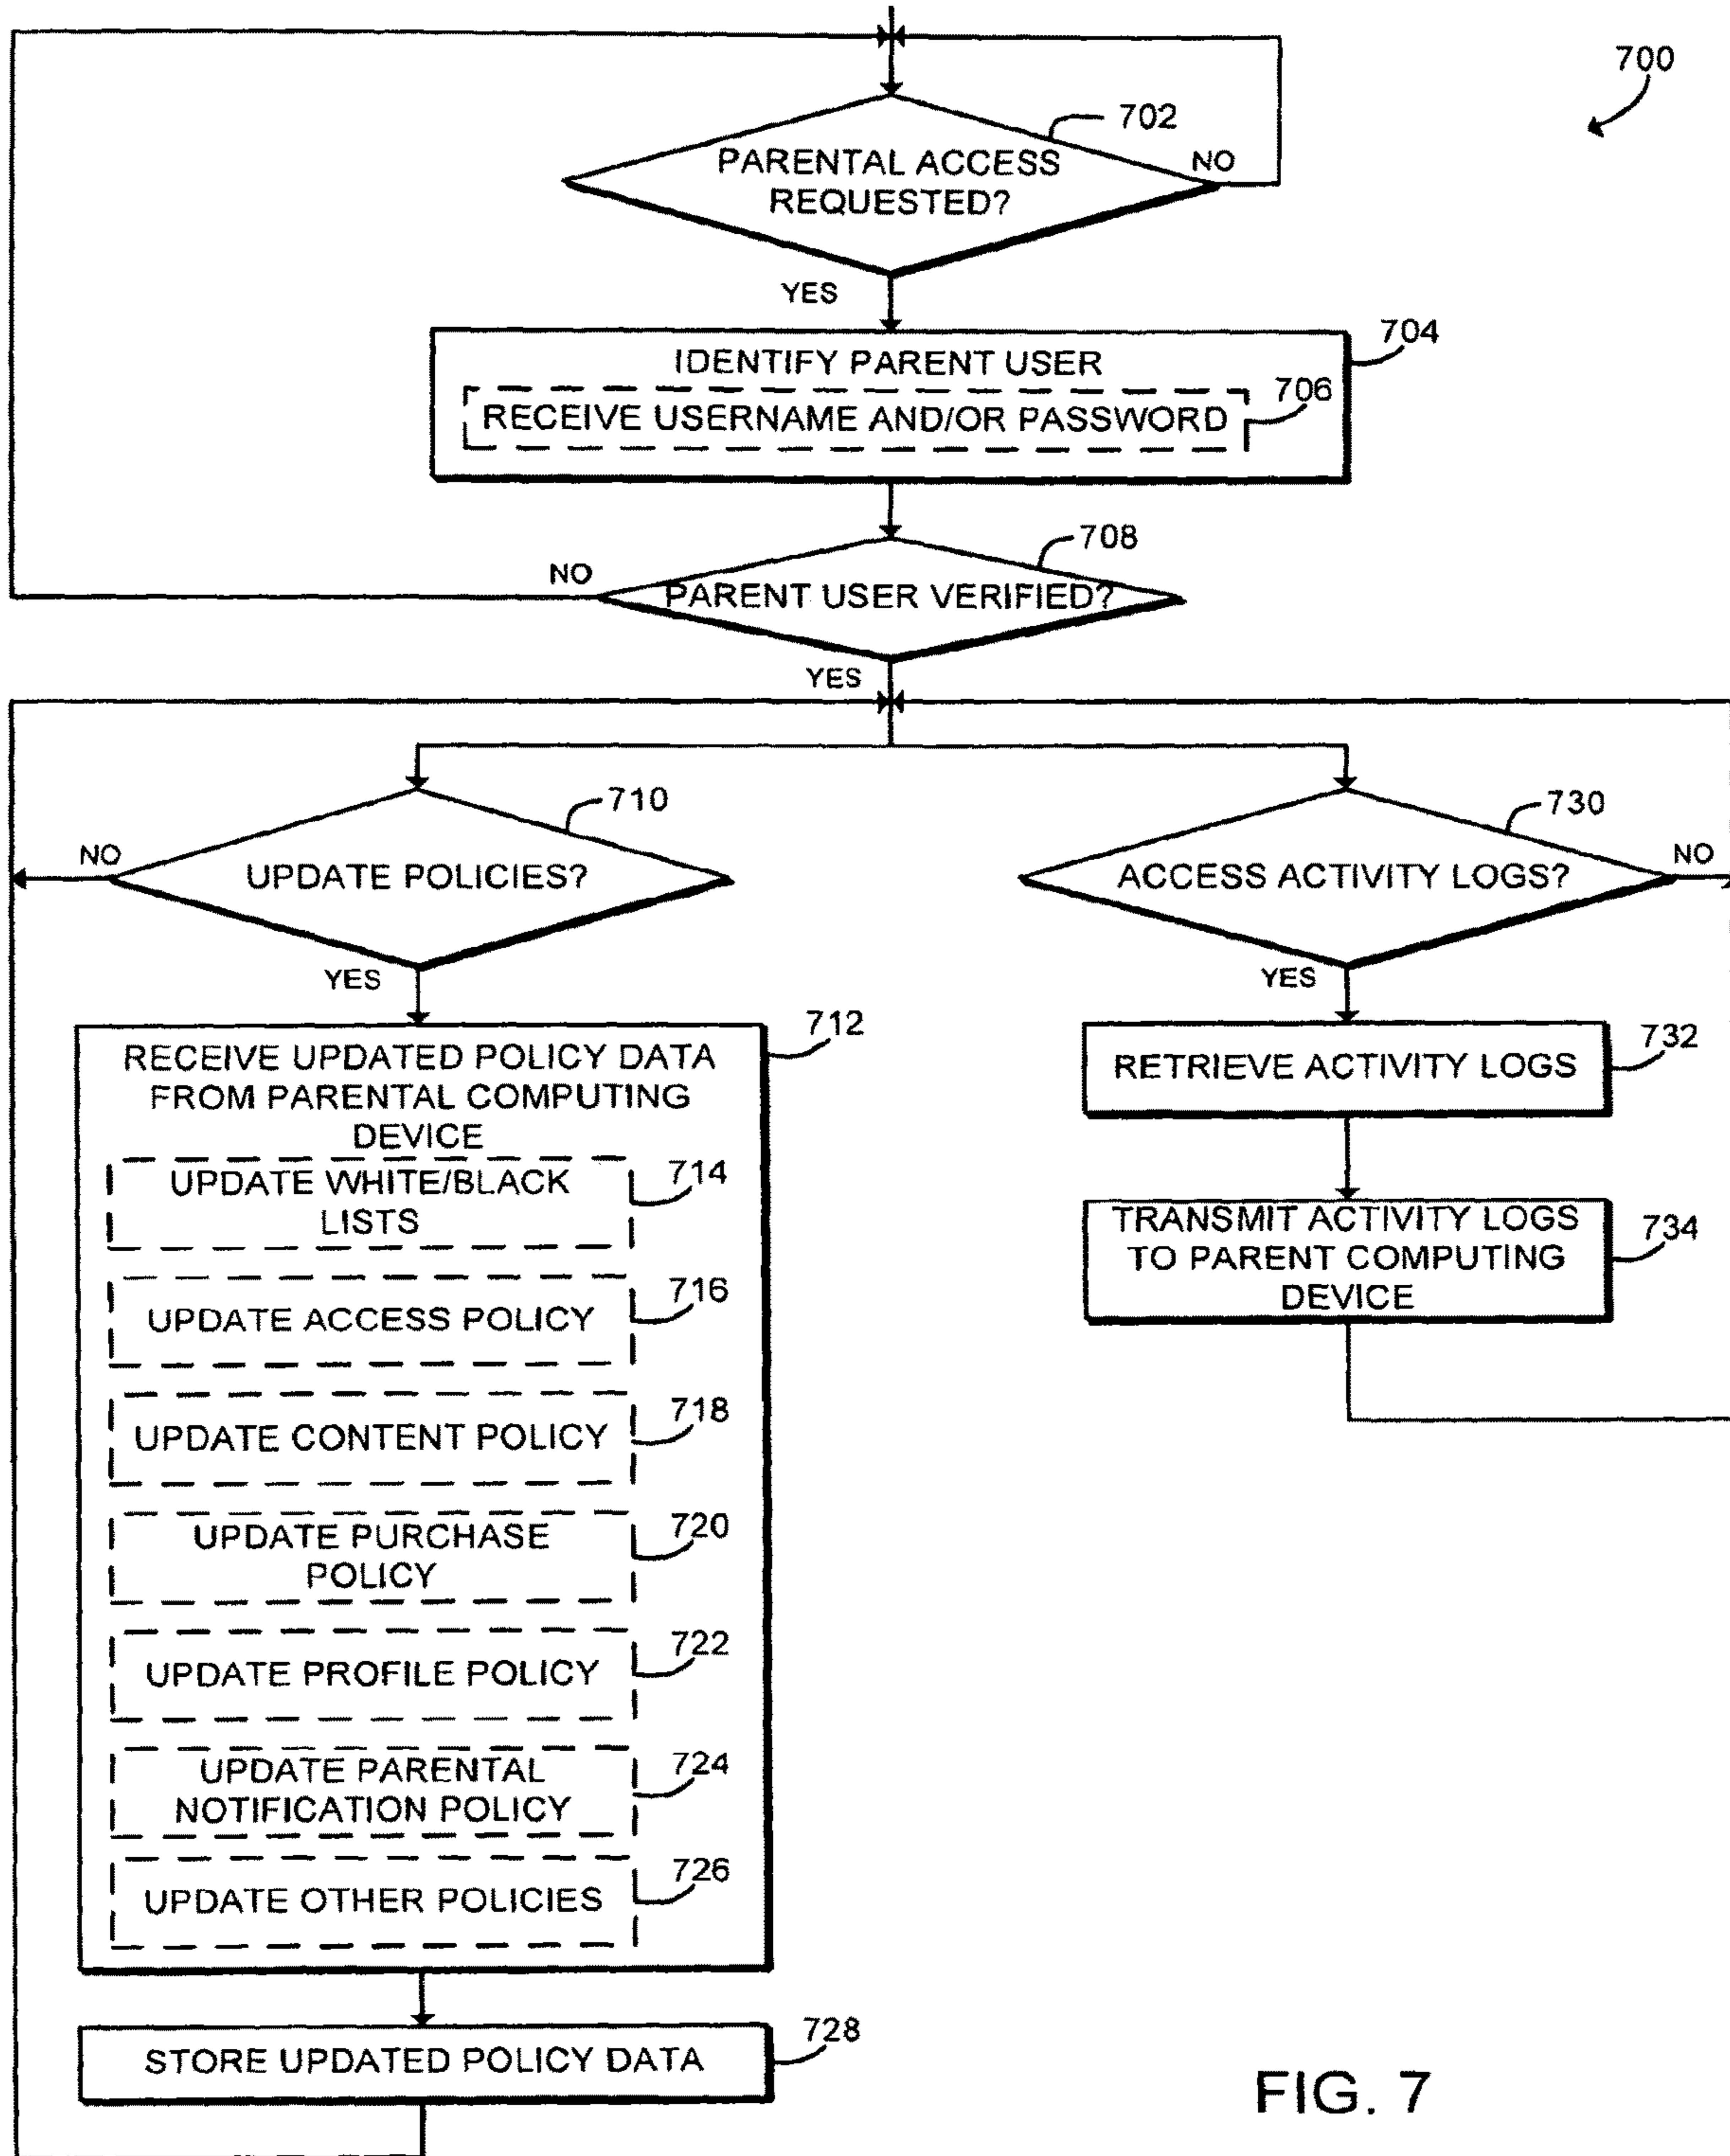 700
702
PARENTAL ACCESS
REQUESTED?
NO
YES
704
IDENTIFY PARENT USER
706
RECEIVE USERNAME AND/OR PASSWORD
708
NO
PARENT USER VERIFIED?
YES
710
NO
UPDATE POLICIES?
YES
712
RECEIVE UPDATED POLICY DATA
FROM PARENTAL COMPUTING
DEVICE
714
UPDATE WHITE/BLACK
LISTS
716
UPDATE ACCESS POLICY
718
UPDATE CONTENT POLICY
720
UPDATE PURCHASE
POLICY
722
UPDATE PROFILE POLICY
724
UPDATE PARENTAL
NOTIFICATION POLICY
726
UPDATE OTHER POLICIES
728
STORE UPDATED POLICY DATA
730
ACCESS ACTIVITY LOGS?
NO
YES
732
RETRIEVE ACTIVITY LOGS
734
TRANSMIT ACTIVITY LOGS
TO PARENT COMPUTING
DEVICE
FIG. 7